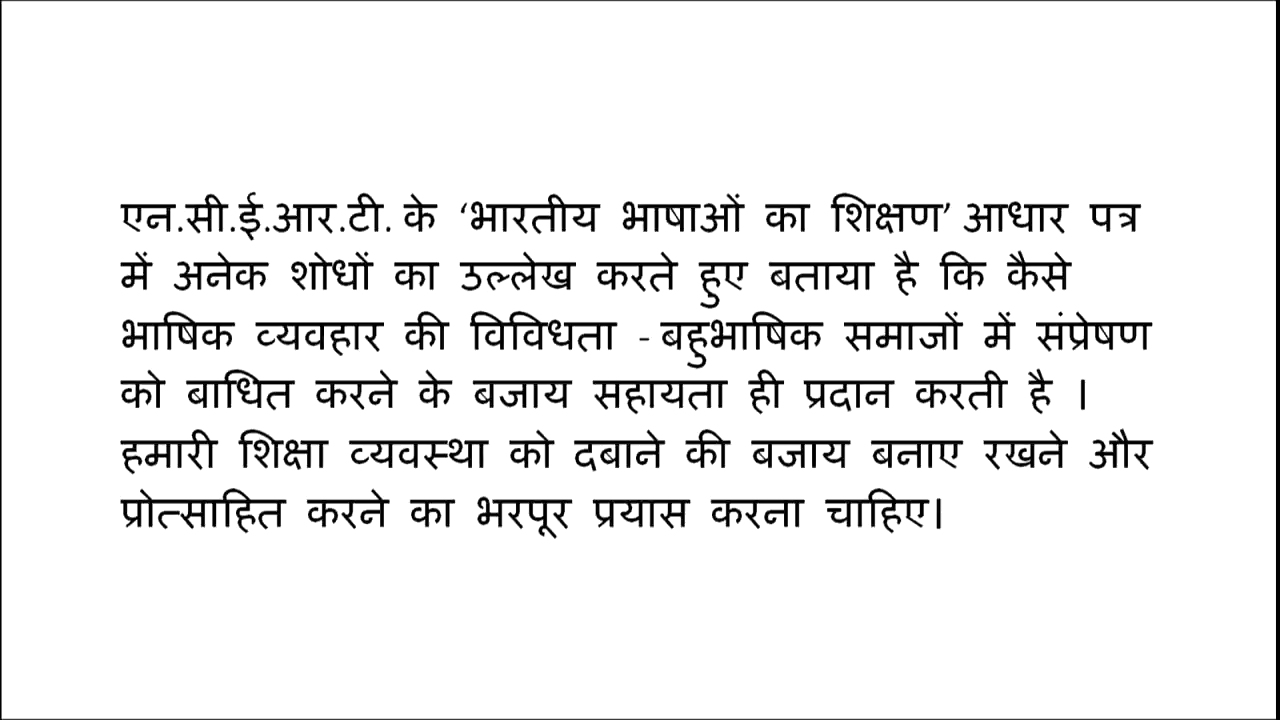 एन.सी.ई.आर.टी. के ‘भारतीय भाषाओं का शिक्षण’ आधार पत्र
में अनेक शोधों का उल्लेख करते हुए बताया है कि कैसे
भाषिक व्यवहार की विविधता - बहुभाषिक समाजों में संप्रेषण
को बाधित करने के बजाय सहायता ही प्रदान करती है ।
हमारी शिक्षा व्यवस्था को दबाने की बजाय बनाए रखने और
प्रोत्साहित करने का भरपूर प्रयास करना चाहिए।